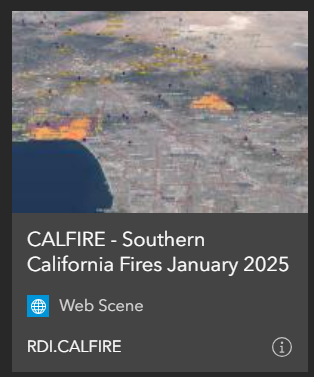 CALFIRE - Southern
California Fires January 2025
Web Scene
RDI.CALFIRE